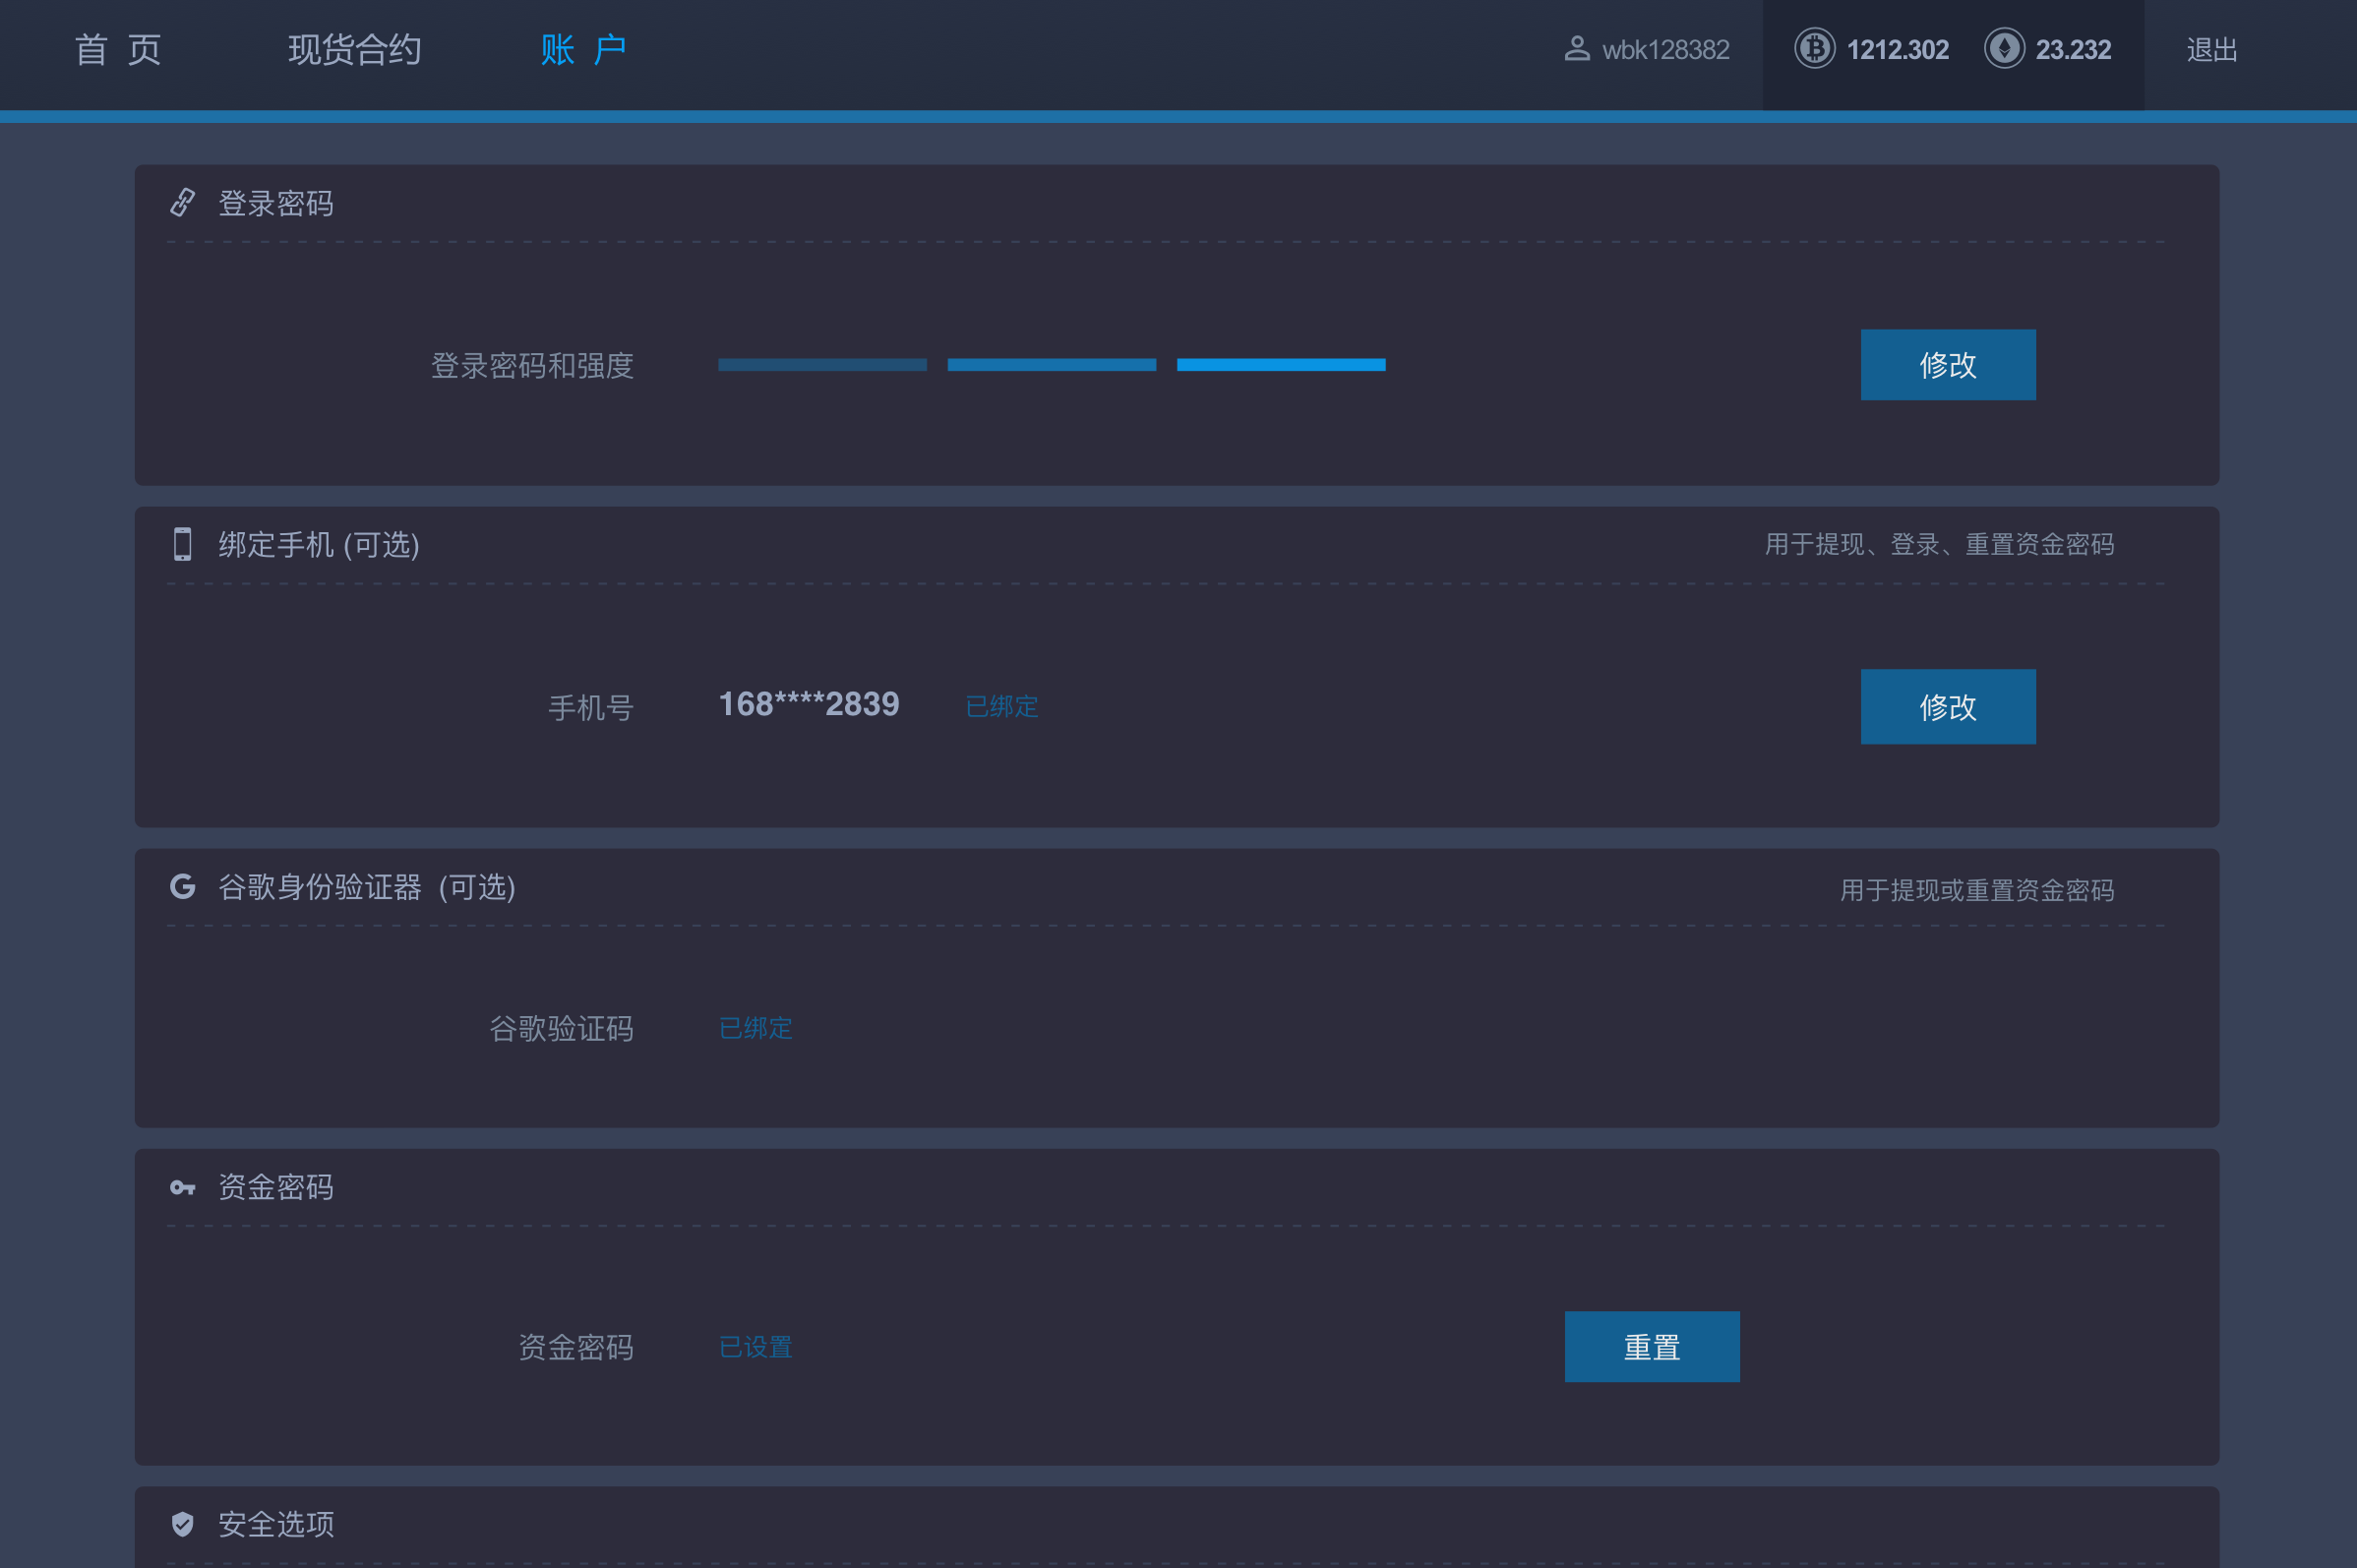 首 页 现货合约 账 户 wbk128382 1212.302 23.232 退出
登录密码
登录密码和强度 修改
绑定手机 (可选) 用于提现、登录、重置资金密码
手机号 168****2839 已绑定 修改
谷歌身份验证器 (可选) 用于提现或重置资金密码
谷歌验证码 已绑定
资金密码
资金密码 已设置 重置
安全选项